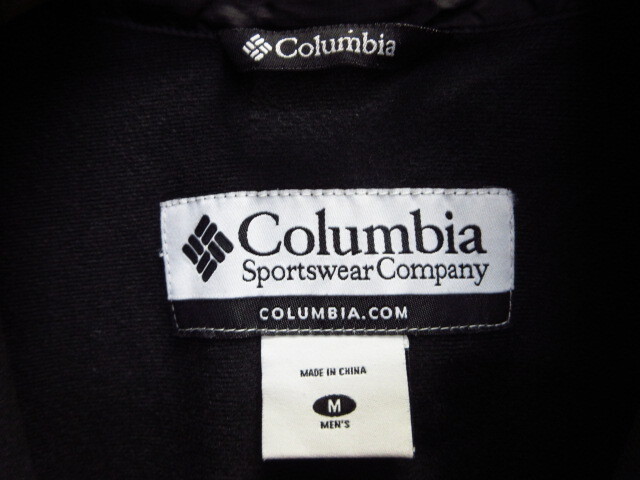 Columbia
Columbia
Sportswear Company
COLUMBIA.COM
MADE IN CHINA
M
MEN'S